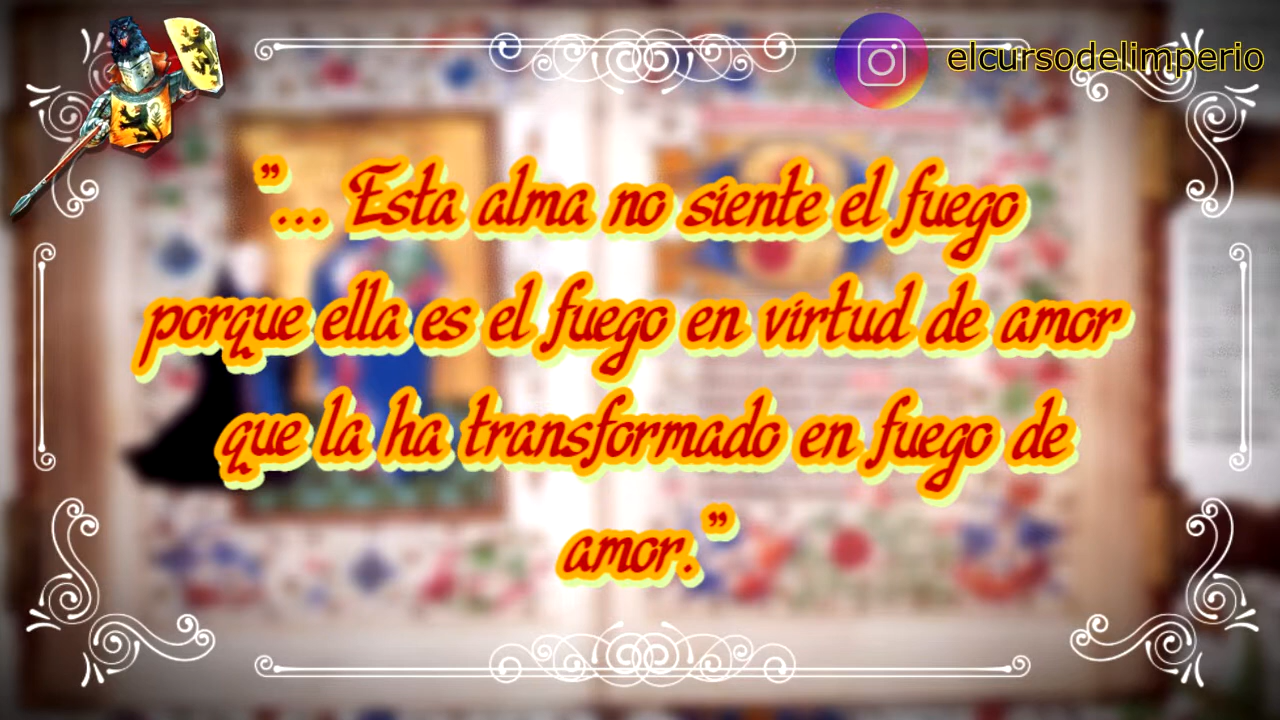 elcursodelimperio
"... Esta alma no siente el fuego
porque ella es el fuego en virtud de amor
que la ha transformado en fuego de
amor."